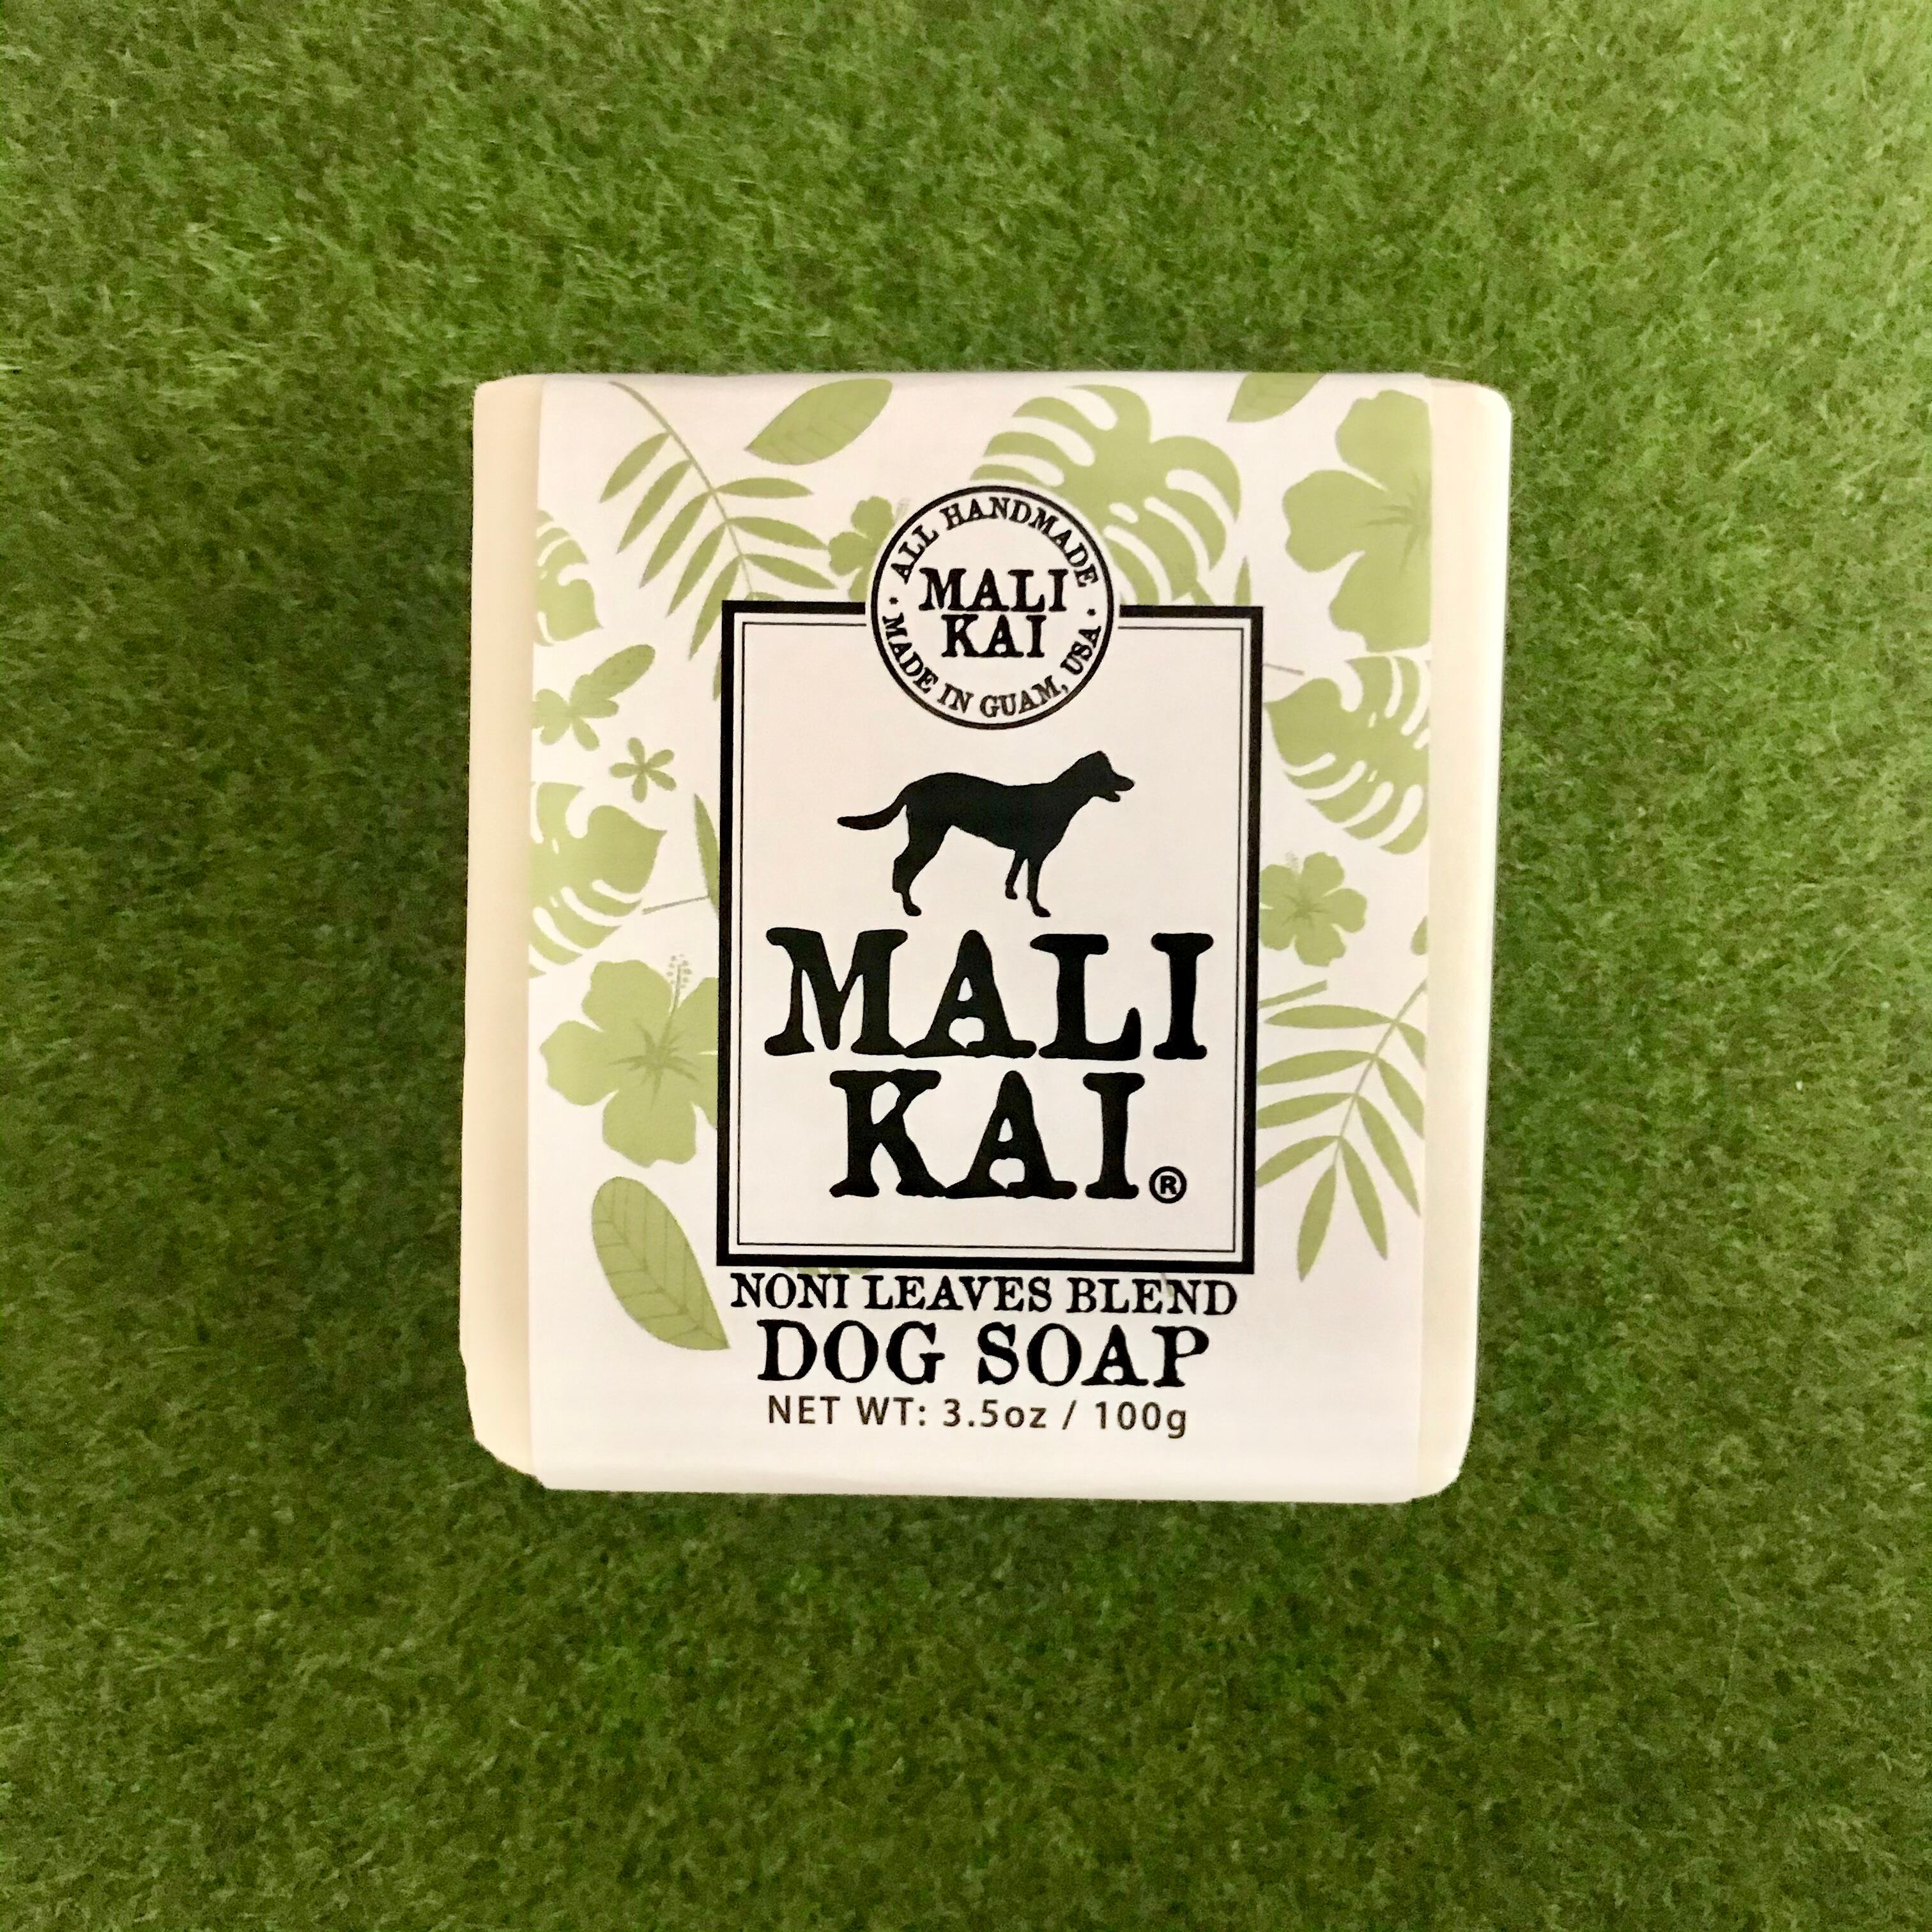 ALL HANDMADE
MALI
KAI
MADE IN GUAM, USA
MALI
KAI®
NONI LEAVES BLEND
DOG SOAP
NET WT: 3.5oz / 100g